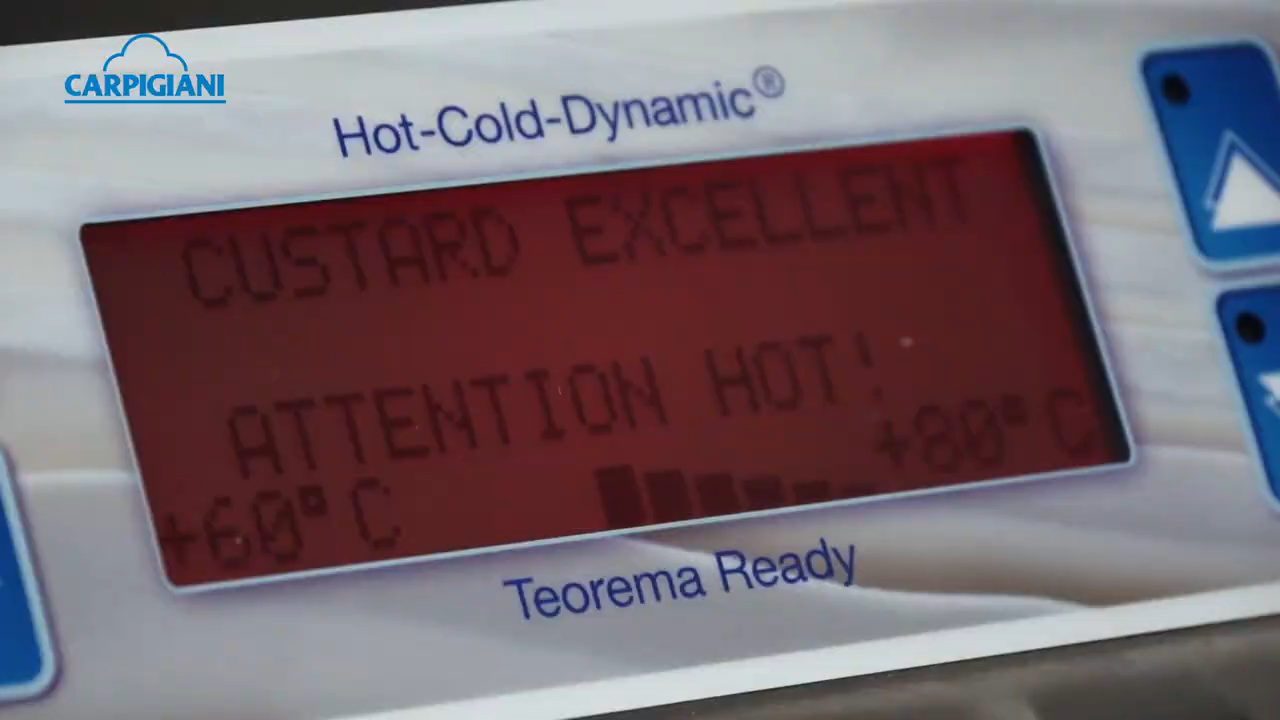 CARPIGIANI
Hot-Cold-Dynamic®
CUSTARD EXCELLENT
ATTENTION HOT!
+60°C +80°C
Teorema Ready